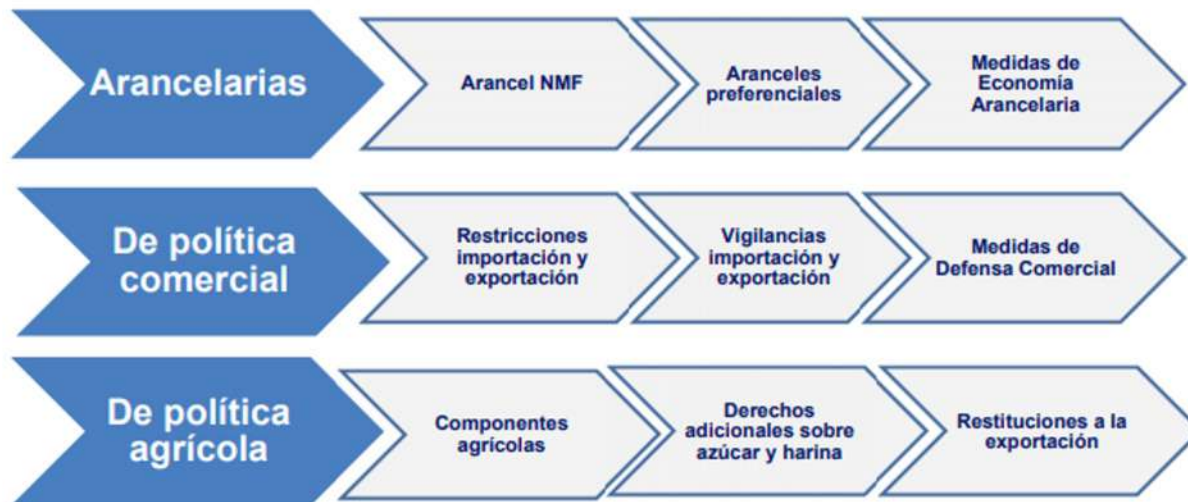 Arancelarias
Arancel NMF
Aranceles
preferenciales
Medidas de
Economía
Arancelaria
De política
comercial
Restricciones
importación y
exportación
Vigilancias
importación y
exportación
Medidas de
Defensa Comercial
De política
agrícola
Componentes
agrícolas
Derechos
adicionales sobre
azúcar y harina
Restituciones a la
exportación